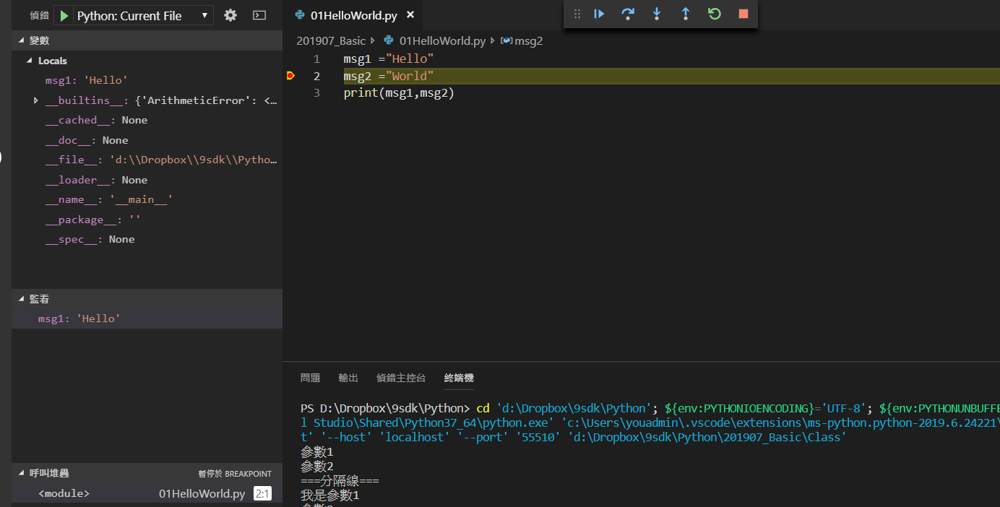 偵錯 Python: Current File
變數
Locals
msg1: 'Hello'
__builtins__: {'ArithmeticError': <…
__cached__: None
__doc__: None
__file__: 'd:\\Dropbox\\9sdk\\Pytho…
__loader__: None
__name__: '__main__'
__package__: ''
__spec__: None
監看
msg1: 'Hello'
呼叫堆疊 暫停於 BREAKPOINT
<module> 01HelloWorld.py 2:1
01HelloWorld.py
201907_Basic 01HelloWorld.py msg2
1 msg1 ="Hello"
2 msg2 ="World"
3 print(msg1,msg2)
問題 輸出 偵錯主控台 終端機
PS D:\Dropbox\9sdk\Python> cd 'd:\Dropbox\9sdk\Python'; ${env:PYTHONIOENCODING}='UTF-8'; ${env:PYTHONUNBUFFE
l Studio\Shared\Python37_64\python.exe' 'c:\Users\youadmin\.vscode\extensions\ms-python.python-2019.6.24221\
t' '--host' 'localhost' '--port' '55510' 'd:\Dropbox\9sdk\Python\201907_Basic\Class'
參數1
參數2
===分隔線===
我是參數1